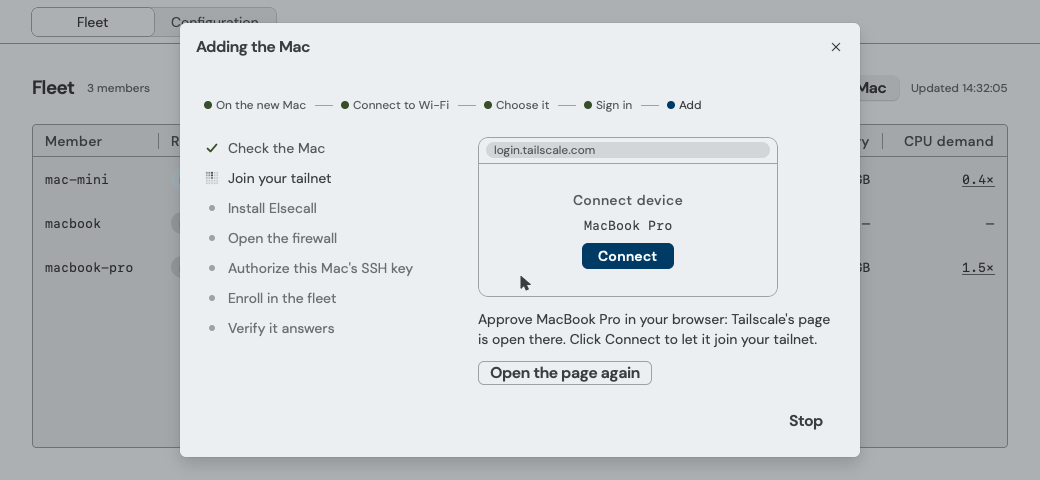 Fleet
Configuration
Adding the Mac
Fleet 3 members
Mac Updated 14:32:05
On the new Mac
Connect to Wi-Fi
Choose it
Sign in
Add
Member
CPU demand
Check the Mac
Join your tailnet
Install Elsecall
Open the firewall
Authorize this Mac's SSH key
Enroll in the fleet
Verify it answers
login.tailscale.com
Connect device
MacBook Pro
Connect
Approve MacBook Pro in your browser: Tailscale's page
is open there. Click Connect to let it join your tailnet.
Open the page again
Stop
mac-mini
0.4×
macbook
–
macbook-pro
1.5×